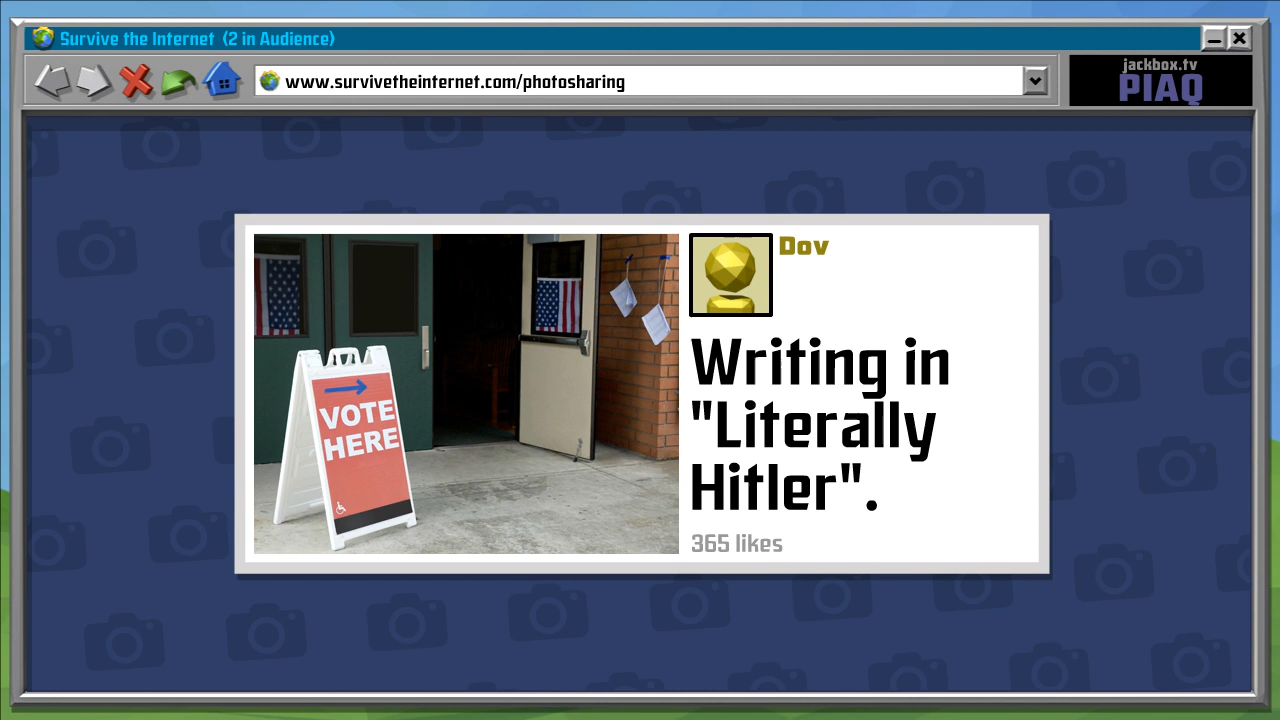 Survive the Internet (2 in Audience)
www.survivetheinternet.com/photosharing
jackbox.tv
PIAQ
VOTE
HERE
Dov
Writing in
"Literally
Hitler".
365 likes